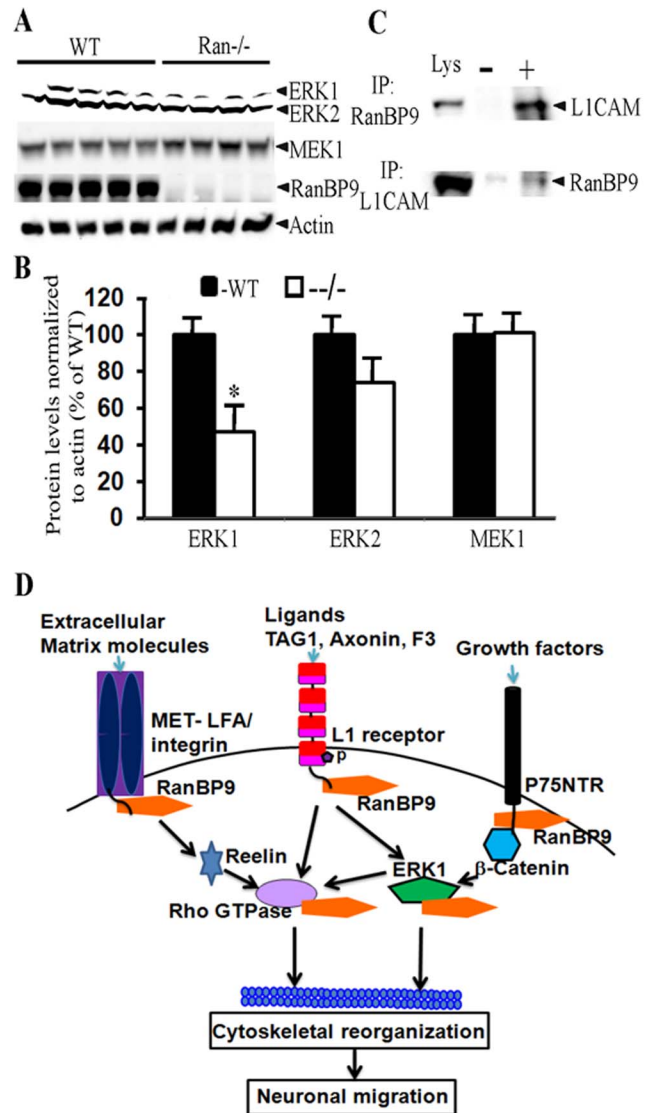 A
WT Ran-/-
ERK1
ERK2
MEK1
RanBP9
Actin
C
Lys - +
IP:
RanBP9
L1CAM
IP:
L1CAM
RanBP9
B
-WT --/-
Protein levels normalized
to actin (% of WT)
120
100
80
60
40
20
0
*
ERK1 ERK2 MEK1
D
Extracellular
Matrix molecules
Ligands
TAG1, Axonin, F3
Growth factors
MET- LFA/
integrin
L1 receptor
p
P75NTR
RanBP9
RanBP9
RanBP9
Reelin
ERK1
β-Catenin
Rho GTPase
Cytoskeletal reorganization
Neuronal migration